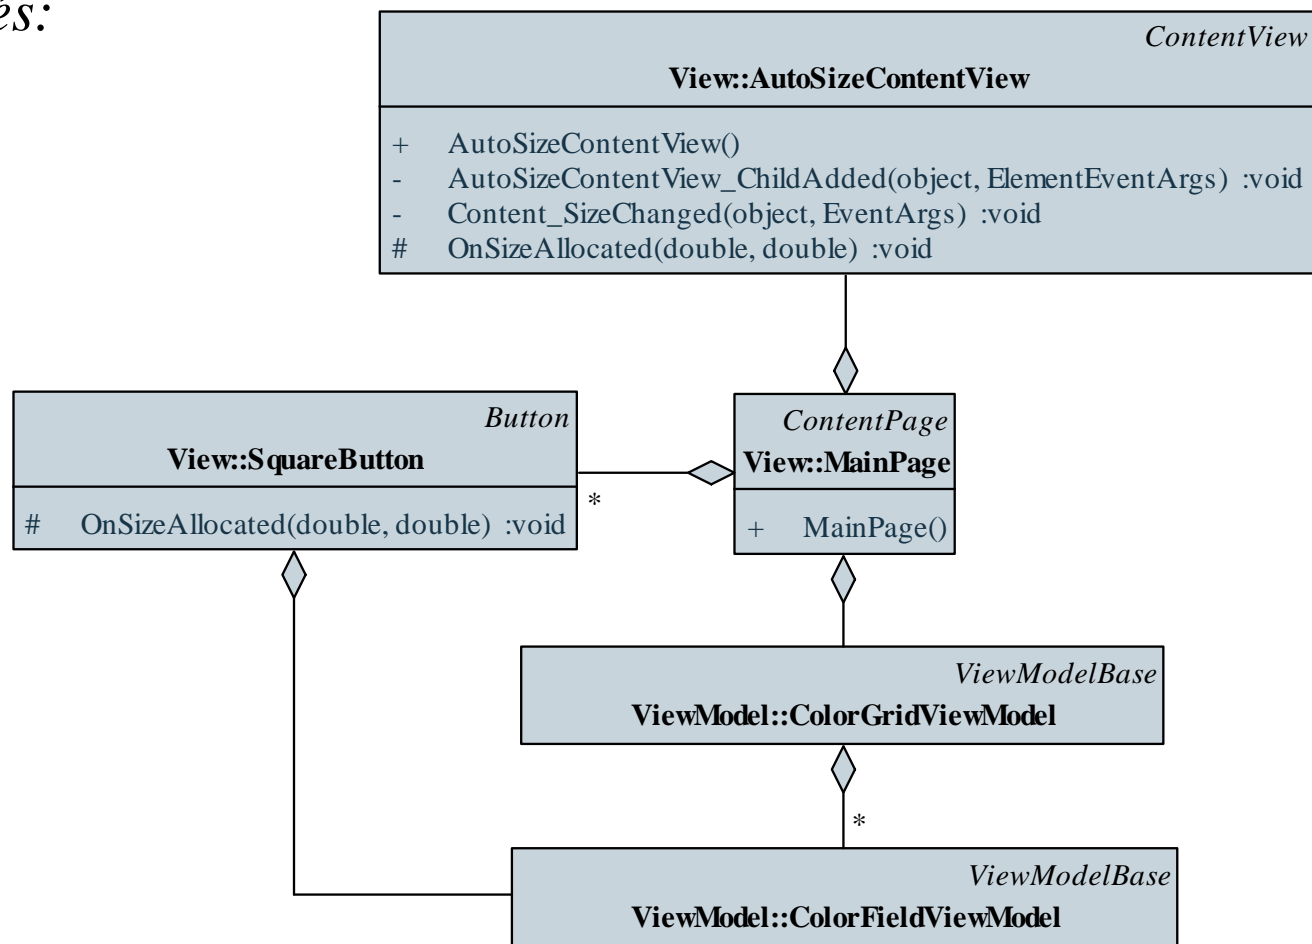 és:
ContentView
View::AutoSizeContentView
+ AutoSizeContentView()
- AutoSizeContentView_ChildAdded(object, ElementEventArgs) :void
- Content_SizeChanged(object, EventArgs) :void
# OnSizeAllocated(double, double) :void
Button
View::SquareButton
# OnSizeAllocated(double, double) :void
*
ContentPage
View::MainPage
+ MainPage()
ViewModelBase
ViewModel::ColorGridViewModel
*
ViewModelBase
ViewModel::ColorFieldViewModel